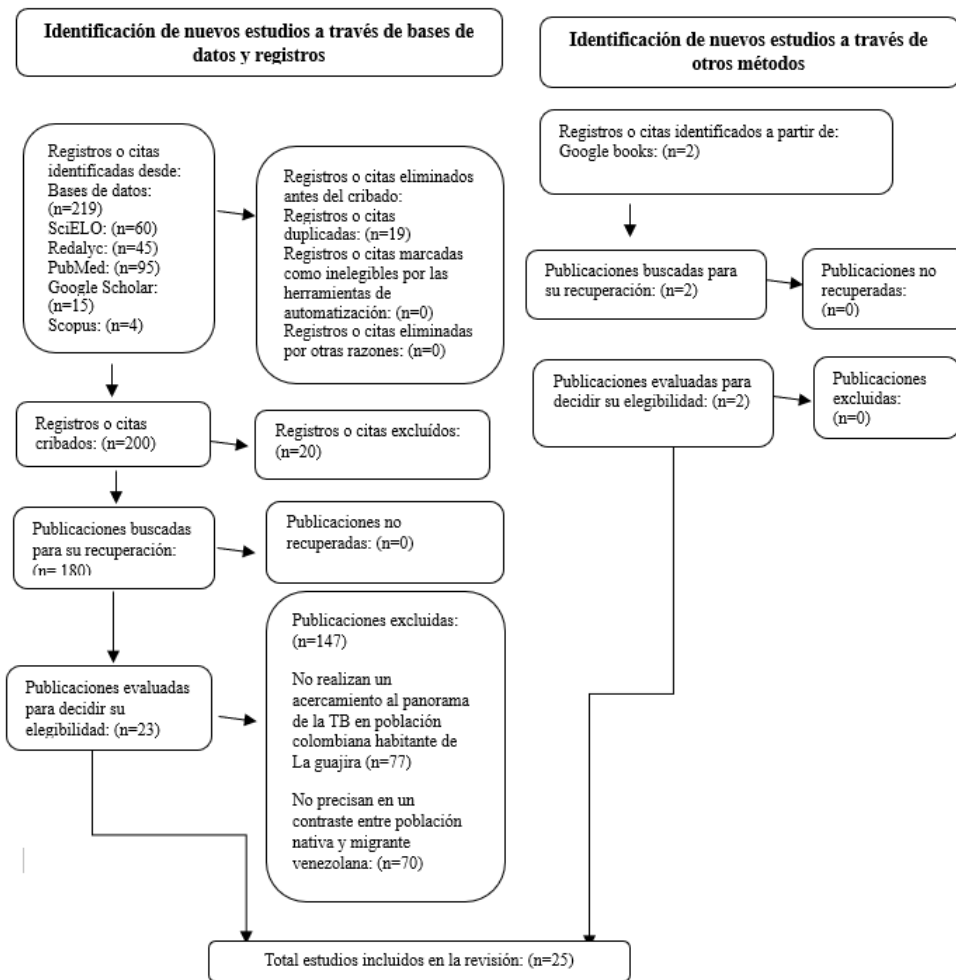 Identificación de nuevos estudios a través de bases de
datos y registros
Identificación de nuevos estudios a través de
otros métodos
Registros o citas
identificadas desde:
Bases de datos:
(n=219)
SciELO: (n=60)
Redalyc: (n=45)
PubMed: (n=95)
Google Scholar:
(n=15)
Scopus: (n=4)
Registros o citas eliminados
antes del cribado:
Registros o citas
duplicadas: (n=19)
Registros o citas marcadas
como inelegibles por las
herramientas de
automatización: (n=0)
Registros o citas eliminadas
por otras razones: (n=0)
Registros o citas identificados a partir de:
Google books: (n=2)
Publicaciones buscadas para
su recuperación: (n=2)
Publicaciones no
recuperadas:
(n=0)
Publicaciones evaluadas para
decidir su elegibilidad: (n=2)
Publicaciones
excluidas:
(n=0)
Registros o citas
cribados: (n=200)
Registros o citas excluídos:
(n=20)
Publicaciones buscadas
para su recuperación:
(n= 180)
Publicaciones no
recuperadas: (n=0)
Publicaciones evaluadas
para decidir su
elegibilidad: (n=23)
Publicaciones excluidas:
(n=147)
No realizan un
acercamiento al panorama
de la TB en población
colombiana habitante de
La guajira (n=77)
No precisan en un
contraste entre población
nativa y migrante
venezolana: (n=70)
Total estudios incluidos en la revisión: (n=25)